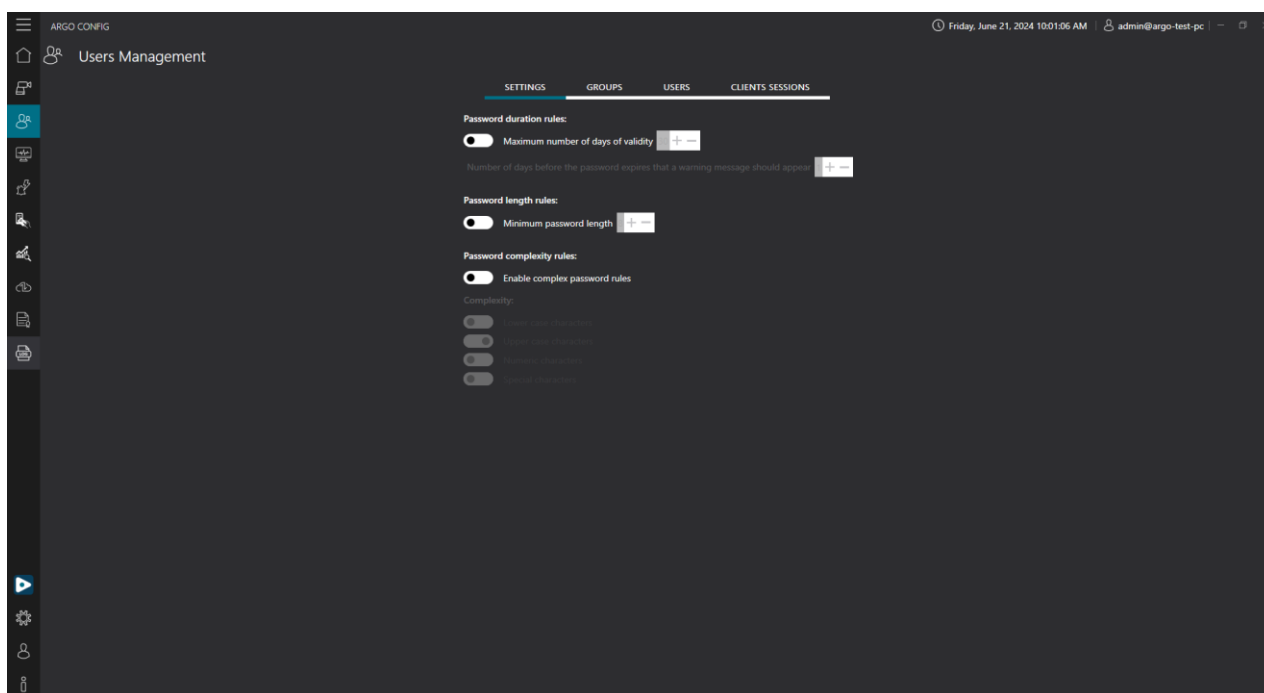 ARGO CONFIG
Friday, June 21, 2024 10:01:06 AM
admin@argo-test-pc
Users Management
SETTINGS GROUPS USERS CLIENTS SESSIONS
Password duration rules:
Maximum number of days of validity
Number of days before the password expires that a warning message should appear
Password length rules:
Minimum password length
Password complexity rules:
Enable complex password rules
Complexity:
Lower case characters
Upper case characters
Numeric characters
Special characters